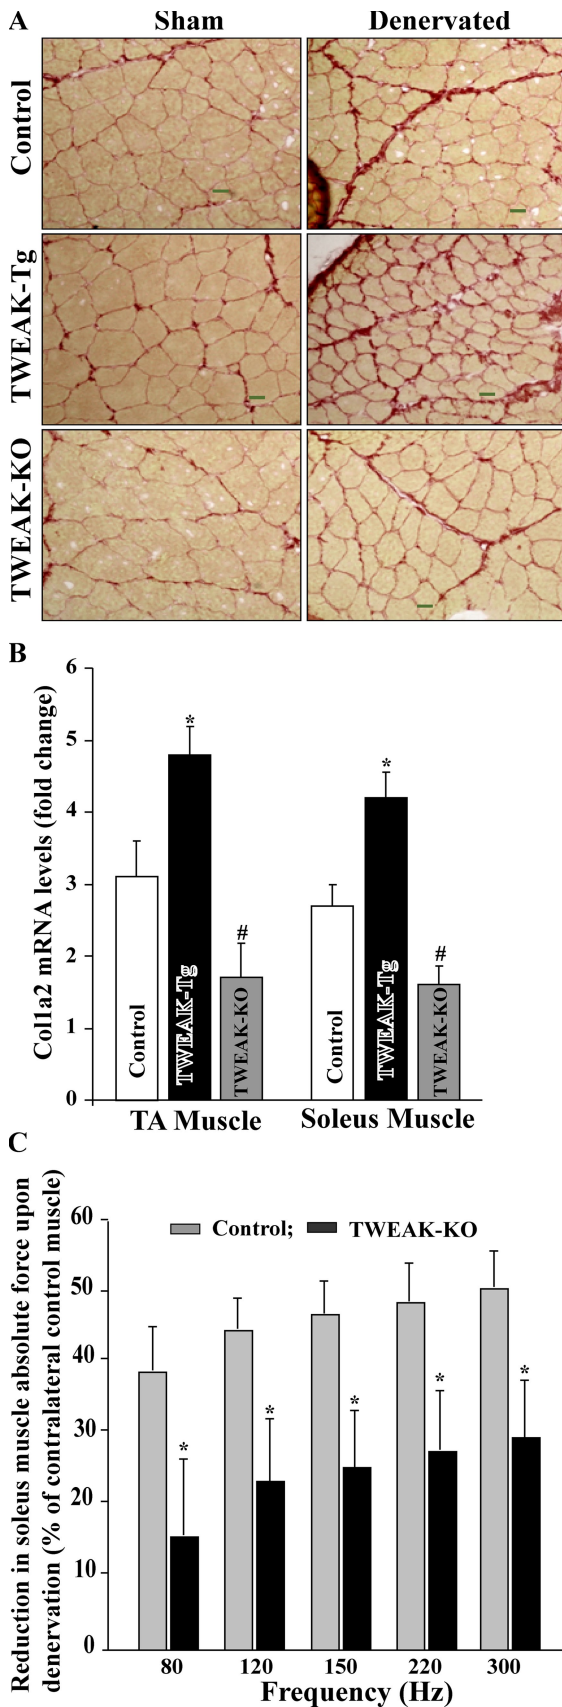 A
Sham
Denervated
Control
TWEAK-Tg
TWEAK-KO
B
Col1a2 mRNA levels (fold change)
6
5
4
3
2
1
0
*
#
*
#
Control
TWEAK-Tg
TWEAK-KO
Control
TWEAK-Tg
TWEAK-KO
TA Muscle
Soleus Muscle
C
Reduction in soleus muscle absolute force upon
denervation (% of contralateral control muscle)
60
50
40
30
20
10
0
Control; TWEAK-KO
*
*
*
*
*
80 120 150 220 300
Frequency (Hz)